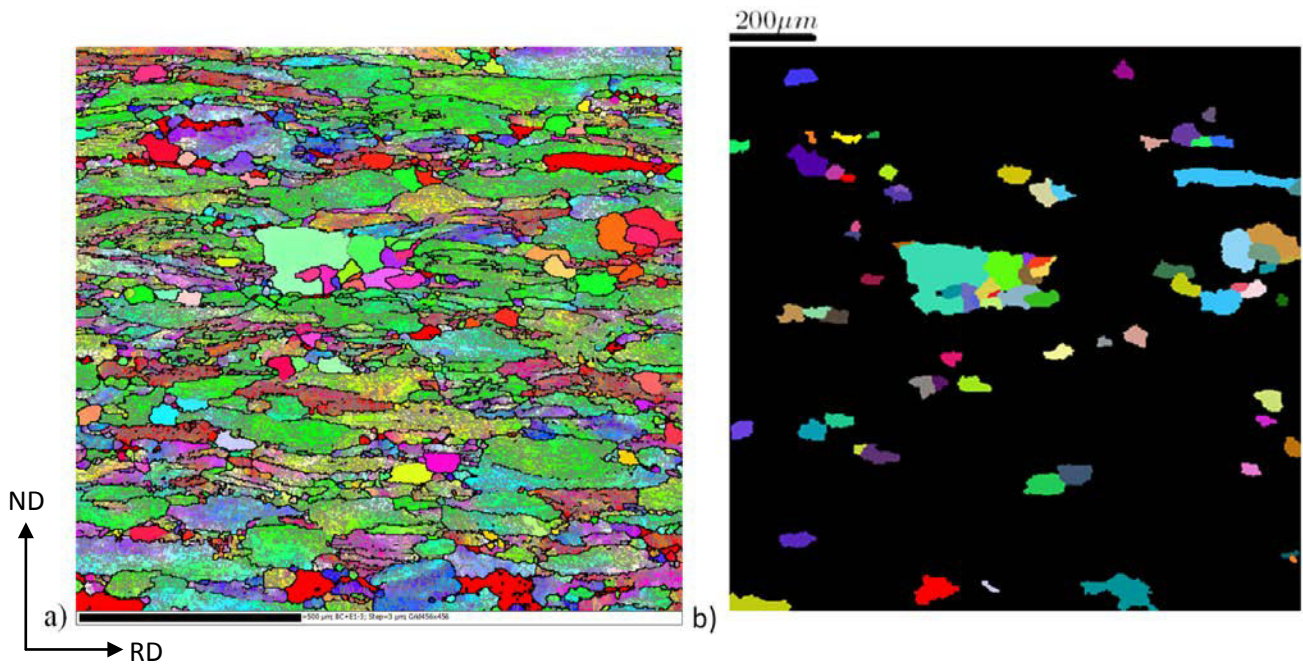 200μm
ND
a)
=500 μm; BC+E1-3; Step=3 μm; Grid456x456
b)
RD